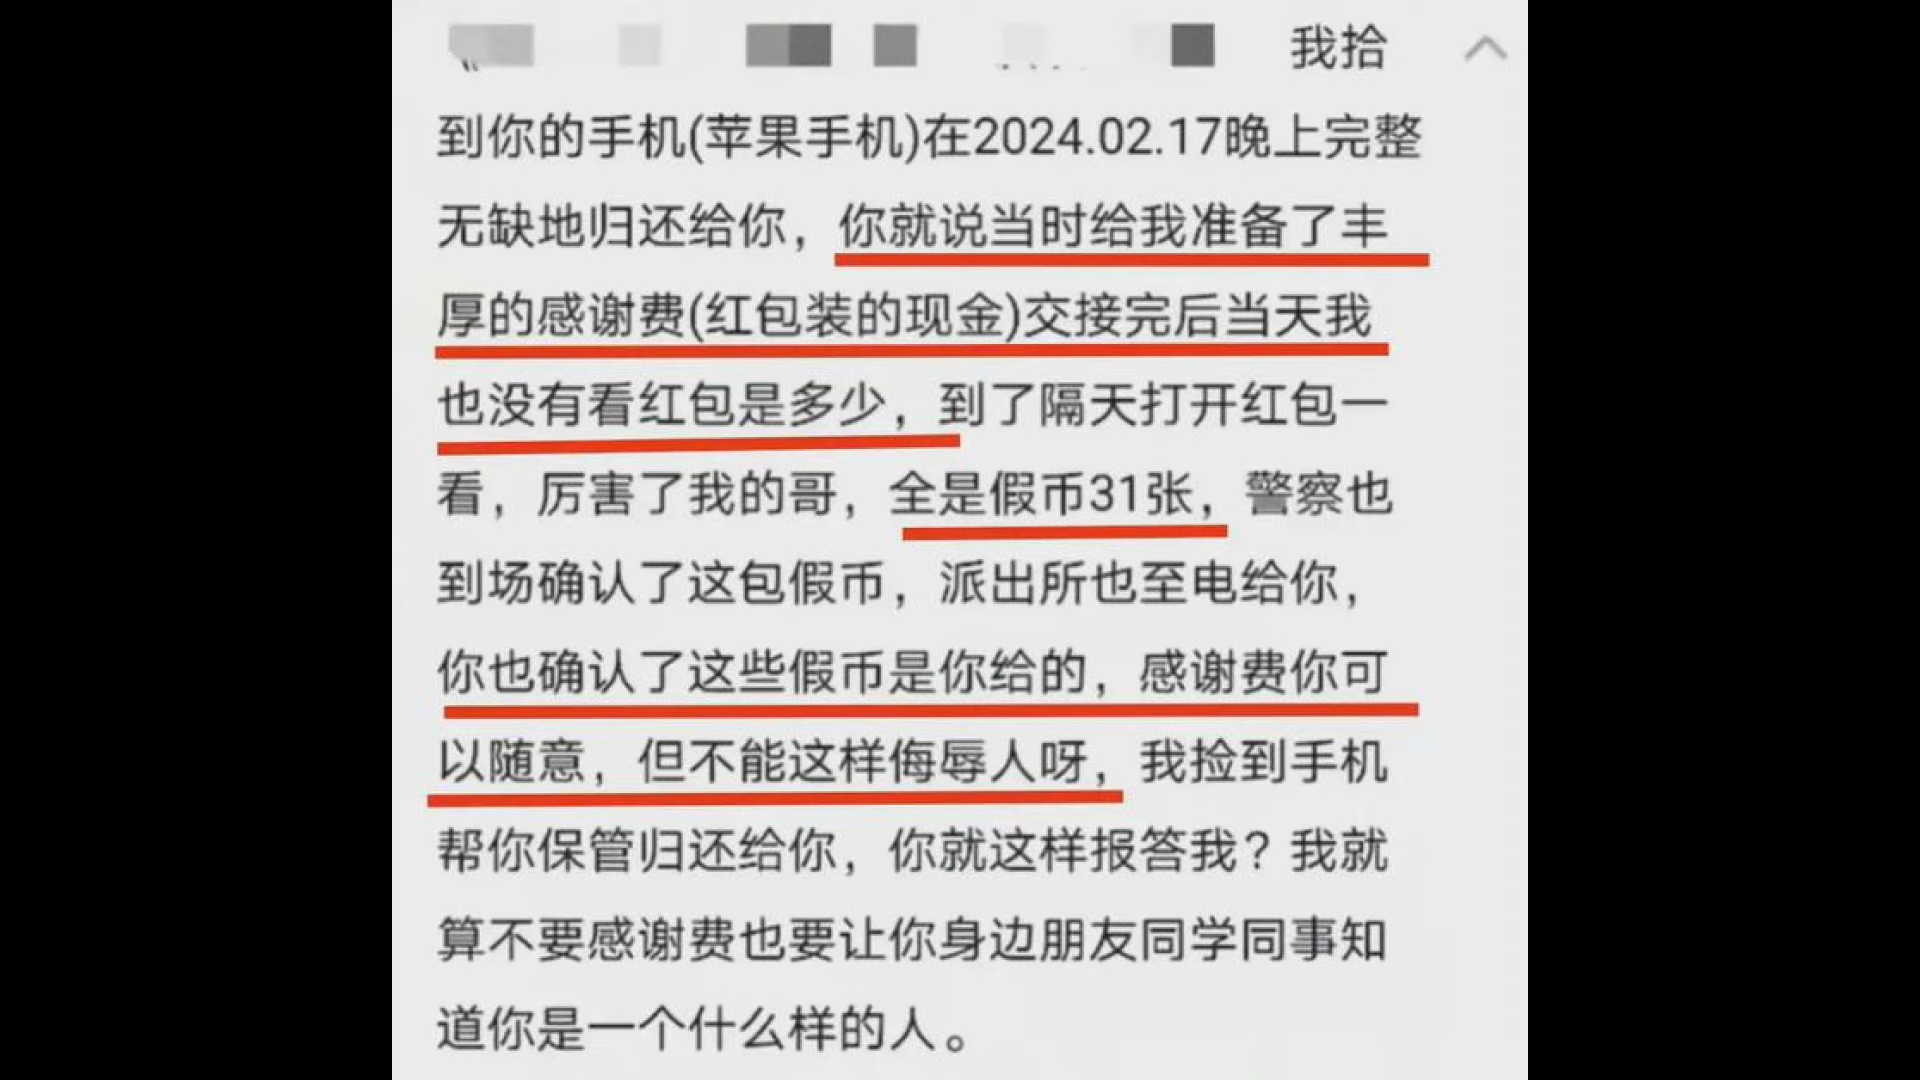 我拾
到你的手机(苹果手机)在2024.02.17晚上完整
无缺地归还给你，你就说当时给我准备了丰
厚的感谢费(红包装的现金)交接完后当天我
也没有看红包是多少，到了隔天打开红包一
看，厉害了我的哥，全是假币31张，警察也
到场确认了这包假币，派出所也至电给你，
你也确认了这些假币是你给的，感谢费你可
以随意，但不能这样侮辱人呀，我捡到手机
帮你保管归还给你，你就这样报答我？我就
算不要感谢费也要让你身边朋友同学同事知
道你是一个什么样的人。